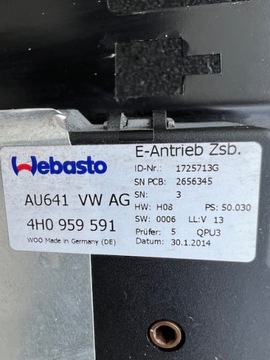 Webasto
AU641 VW AG
4H0 959 591
WOO Made in Germany (DE)
E-Antrieb Zsb.
ID-Nr.: 1725713G
SN PCB: 2656345
SN: 3
HW: H08 PS: 50.030
SW: 0006 LL:V 13
Prüfer: 5 QPU3
Datum: 30.1.2014